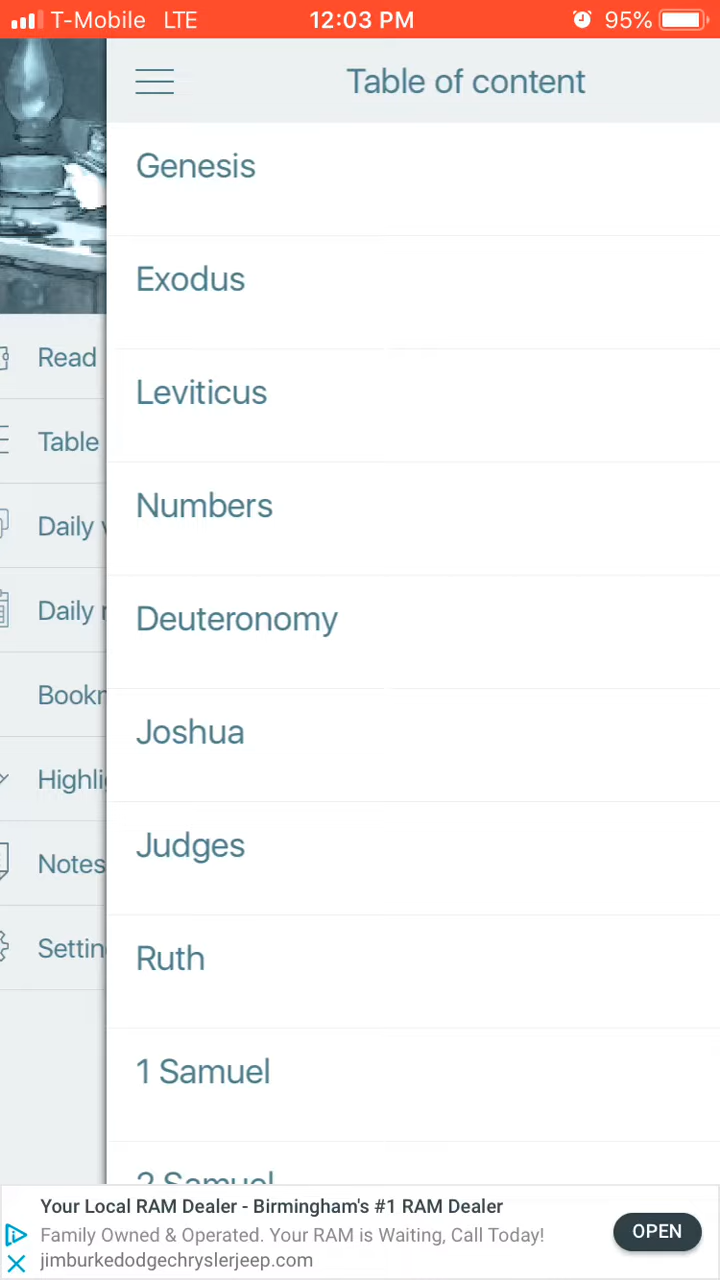 T-Mobile LTE 12:03 PM 95%
Table of content
Genesis
Exodus
Leviticus
Numbers
Deuteronomy
Joshua
Judges
Ruth
1 Samuel
2 Samuel
Read
Table
Daily
Daily
Notes
Your Local RAM Dealer - Birmingham's #1 RAM Dealer
Family Owned & Operated. Your RAM is Waiting, Call Today!
jimburkedodgechryslerjeep.com
OPEN